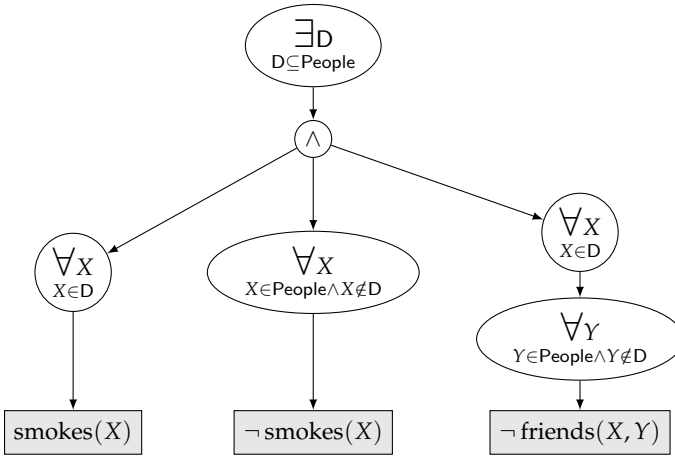 ∃D
D⊆People
∧
∀X
X∈D
∀X
X∈People∧X∉D
∀X
X∈D
∀Y
Y∈People∧Y∉D
smokes(X)
¬ smokes(X)
¬ friends(X, Y)